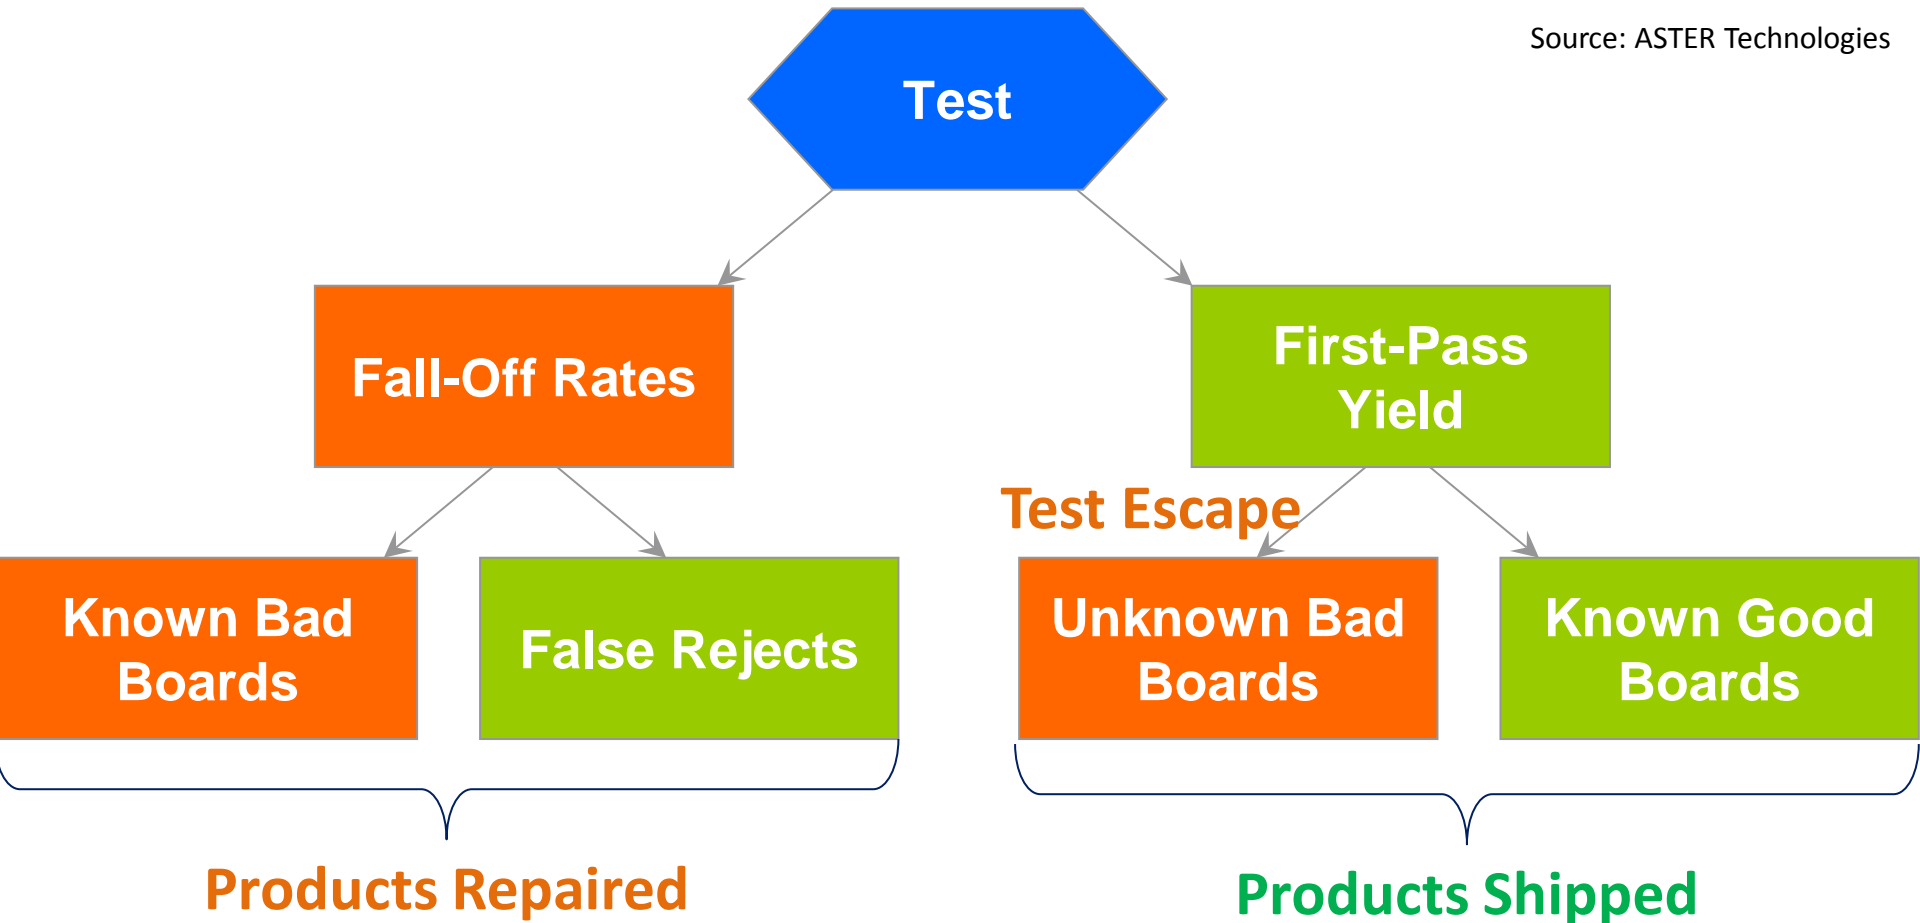 Source: ASTER Technologies
Test
Fall-Off Rates
First-Pass
Yield
Test Escape
Known Bad
Boards
False Rejects
Unknown Bad
Boards
Known Good
Boards
Products Repaired
Products Shipped